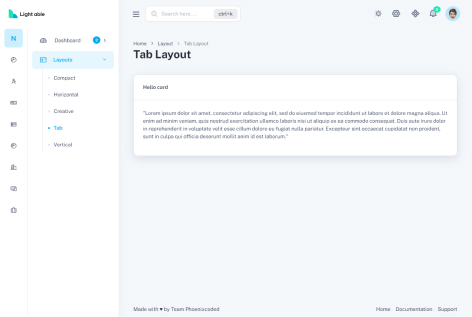 Light able
Search here....
ctrl+k
N
Dashboard
Layouts
Compact
Horizontal
Creative
Tab
Vertical
Home > Layout > Tab Layout
Tab Layout
Hello card
"Lorem ipsum dolor sit amet, consectetur adipiscing elit, sed do eiusmod tempor incididunt ut labore et dolore magna aliqua. Ut
enim ad minim veniam, quis nostrud exercitation ullamco laboris nisi ut aliquip ex ea commodo consequat. Duis aute irure dolor
in reprehenderit in voluptate velit esse cillum dolore eu fugiat nulla pariatur. Excepteur sint occaecat cupidatat non proident,
sunt in culpa qui officia deserunt mollit anim id est laborum."
Made with ♥ by Team Phoenixcoded
Home Documentation Support